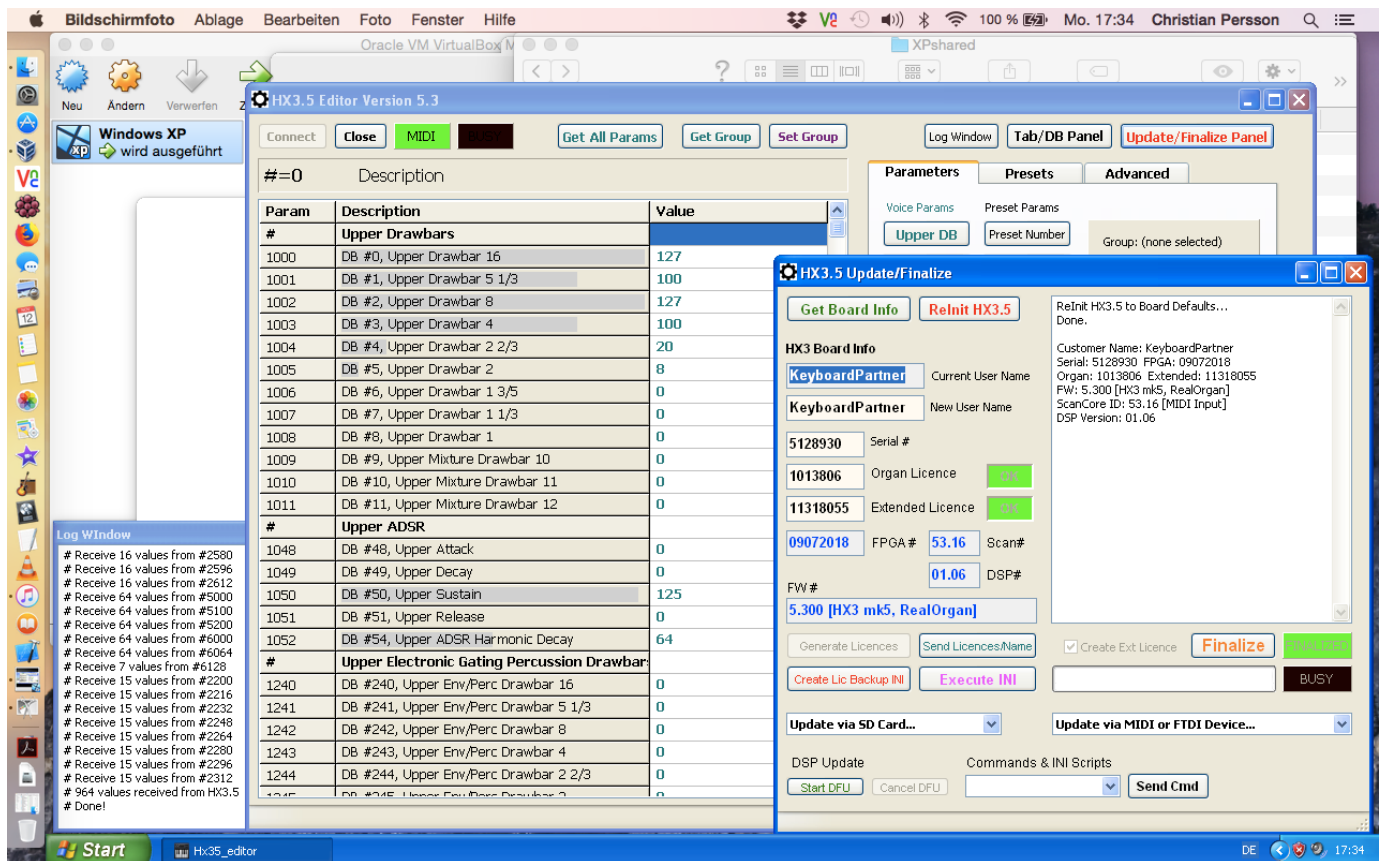 Bildschirmfoto Ablage Bearbeiten Foto Fenster Hilfe 100 % Mo. 17:34 Christian Persson
Oracle VM VirtualBox M
XPshared
Neu Ändern Verwerfen
Windows XP
wird ausgeführt
HX3.5 Editor Version 5.3
Connect Close MIDI BUSY Get All Params Get Group Set Group Log Window Tab/DB Panel Update/Finalize Panel
#=0 Description
Parameters Presets Advanced
Voice Params Preset Params
Upper DB Preset Number Group: (none selected)
Param Description Value
# Upper Drawbars
1000 DB #0, Upper Drawbar 16 127
1001 DB #1, Upper Drawbar 5 1/3 100
1002 DB #2, Upper Drawbar 8 127
1003 DB #3, Upper Drawbar 4 100
1004 DB #4, Upper Drawbar 2 2/3 20
1005 DB #5, Upper Drawbar 2 8
1006 DB #6, Upper Drawbar 1 3/5 0
1007 DB #7, Upper Drawbar 1 1/3 0
1008 DB #8, Upper Drawbar 1 0
1009 DB #9, Upper Mixture Drawbar 10 0
1010 DB #10, Upper Mixture Drawbar 11 0
1011 DB #11, Upper Mixture Drawbar 12 0
# Upper ADSR
1048 DB #48, Upper Attack 0
1049 DB #49, Upper Decay 0
1050 DB #50, Upper Sustain 125
1051 DB #51, Upper Release 0
1052 DB #54, Upper ADSR Harmonic Decay 64
# Upper Electronic Gating Percussion Drawbar
1240 DB #240, Upper Env/Perc Drawbar 16 0
1241 DB #241, Upper Env/Perc Drawbar 5 1/3 0
1242 DB #242, Upper Env/Perc Drawbar 8 0
1243 DB #243, Upper Env/Perc Drawbar 4 0
1244 DB #244, Upper Env/Perc Drawbar 2 2/3 0
HX3.5 Update/Finalize
Get Board Info ReInit HX3.5
HX3 Board Info
KeyboardPartner Current User Name
KeyboardPartner New User Name
5128930 Serial #
1013806 Organ Licence OK
11318055 Extended Licence OK
09072018 FPGA# 53.16 Scan#
01.06 DSP#
FW#
5.300 [HX3 mk5, RealOrgan]
ReInit HX3.5 to Board Defaults...
Done.
Customer Name: KeyboardPartner
Serial: 5128930 FPGA: 09072018
Organ: 1013806 Extended: 11318055
FW: 5.300 [HX3 mk5, RealOrgan]
ScanCore ID: 53.16 [MIDI Input]
DSP Version: 01.06
Generate Licences Send Licences/Name Create Ext Licence Finalize FINALIZED
Create Lic Backup INI Execute INI BUSY
Update via SD Card... Update via MIDI or FTDI Device...
DSP Update Commands & INI Scripts
Start DFU Cancel DFU Send Cmd
Log WIndow
# Receive 16 values from #2580
# Receive 16 values from #2596
# Receive 16 values from #2612
# Receive 64 values from #5000
# Receive 64 values from #5100
# Receive 64 values from #5200
# Receive 64 values from #6000
# Receive 64 values from #6064
# Receive 7 values from #6128
# Receive 15 values from #2200
# Receive 15 values from #2216
# Receive 15 values from #2232
# Receive 15 values from #2248
# Receive 15 values from #2264
# Receive 15 values from #2280
# Receive 15 values from #2296
# Receive 15 values from #2312
# 964 values received from HX3.5
# Done!
Start Hx35_editor DE 17:34